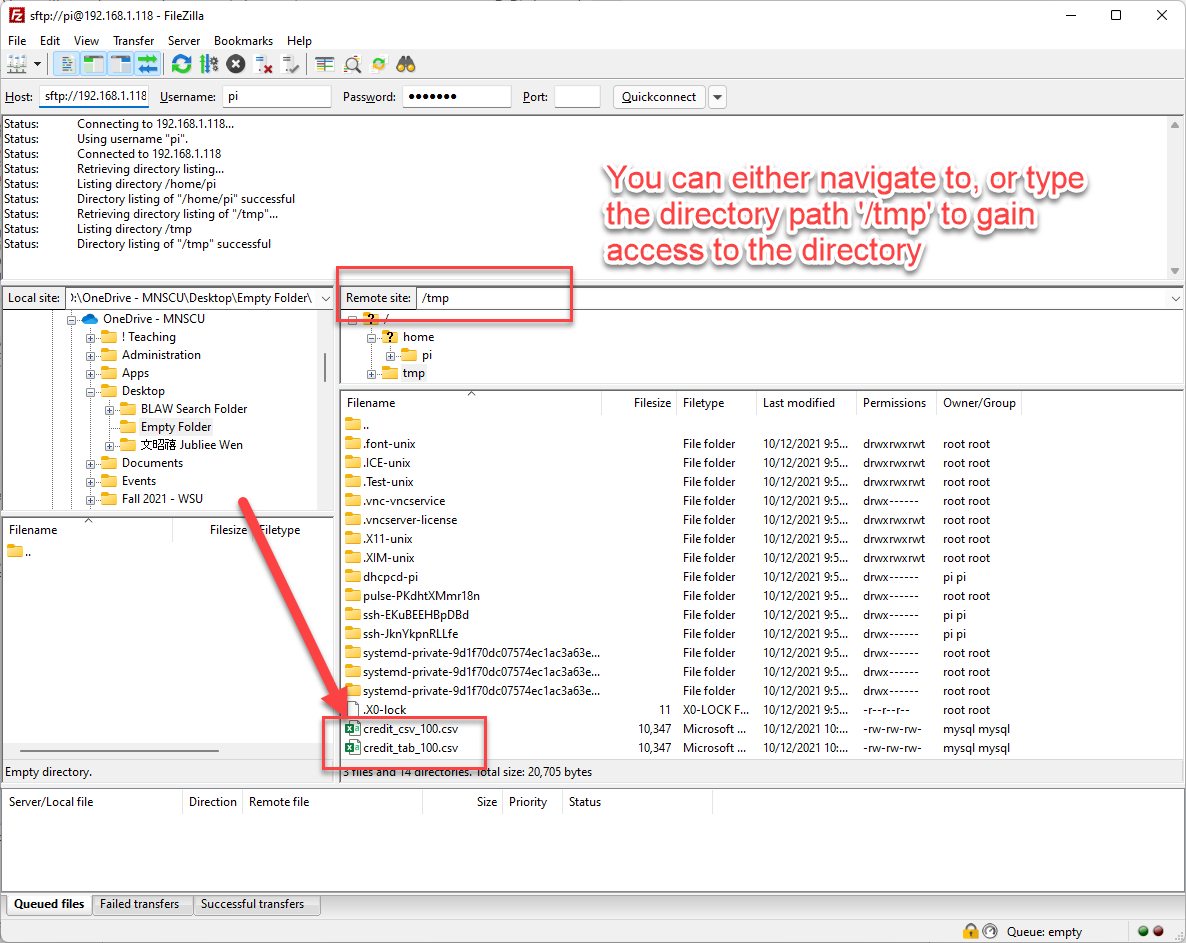 sftp://pi@192.168.1.118 - FileZilla
File Edit View Transfer Server Bookmarks Help
Host: sftp://192.168.1.118 Username: pi Password: ●●●●●●● Port: Quickconnect
Status: Connecting to 192.168.1.118...
Status: Using username "pi".
Status: Connected to 192.168.1.118
Status: Retrieving directory listing...
Status: Listing directory /home/pi
Status: Directory listing of "/home/pi" successful
Status: Retrieving directory listing of "/tmp"...
Status: Listing directory /tmp
Status: Directory listing of "/tmp" successful
You can either navigate to, or type
the directory path '/tmp' to gain
access to the directory
Local site: :\OneDrive - MNSCU\Desktop\Empty Folder\
OneDrive - MNSCU
! Teaching
Administration
Apps
Desktop
BLAW Search Folder
Empty Folder
文昭蓓 Jubliee Wen
Documents
Events
Fall 2021 - WSU
Filename Filesize Filetype
..
Empty directory.
Remote site: /tmp
/
home
pi
tmp
Filename Filesize Filetype Last modified Permissions Owner/Group
..
.font-unix File folder 10/12/2021 9:5... drwxrwxrwt root root
.ICE-unix File folder 10/12/2021 9:5... drwxrwxrwt root root
.Test-unix File folder 10/12/2021 9:5... drwxrwxrwt root root
.vnc-vncservice File folder 10/12/2021 9:5... drwx------ root root
.vncserver-license File folder 10/12/2021 9:5... drwxrwxrwt root root
.X11-unix File folder 10/12/2021 9:5... drwxrwxrwt root root
.XIM-unix File folder 10/12/2021 9:5... drwxrwxrwt root root
dhcpcd-pi File folder 10/12/2021 9:5... drwx------ pi pi
pulse-PKdhtXMmr18n File folder 10/12/2021 9:5... drwx------ root root
ssh-EKuBEEHBpDBd File folder 10/12/2021 9:5... drwx------ pi pi
ssh-JknYkpnRLLfe File folder 10/12/2021 9:5... drwx------ pi pi
systemd-private-9d1f70dc07574ec1ac3a63e... File folder 10/12/2021 9:5... drwx------ root root
systemd-private-9d1f70dc07574ec1ac3a63e... File folder 10/12/2021 9:5... drwx------ root root
systemd-private-9d1f70dc07574ec1ac3a63e... File folder 10/12/2021 9:5... drwx------ root root
.X0-lock 11 X0-LOCK F... 10/12/2021 9:5... -r--r--r-- root root
credit_csv_100.csv 10,347 Microsoft ... 10/12/2021 10:... -rw-rw-rw- mysql mysql
credit_tab_100.csv 10,347 Microsoft ... 10/12/2021 10:... -rw-rw-rw- mysql mysql
3 files and 14 directories. Total size: 20,705 bytes
Server/Local file Direction Remote file Size Priority Status
Queued files Failed transfers Successful transfers
Queue: empty